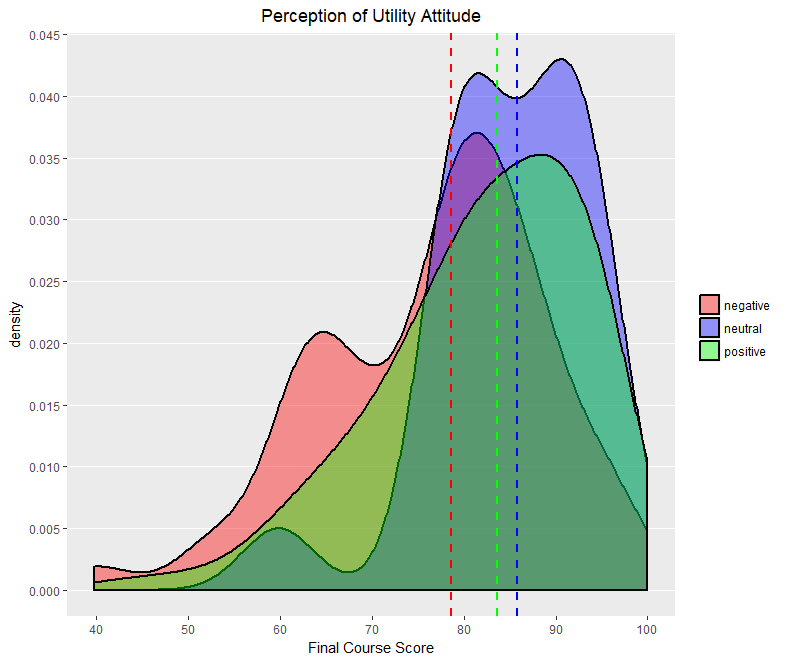 Perception of Utility Attitude
0.045
0.040
0.035
0.030
0.025
0.020
0.015
0.010
0.005
0.000
density
40 50 60 70 80 90 100
Final Course Score
negative
neutral
positive